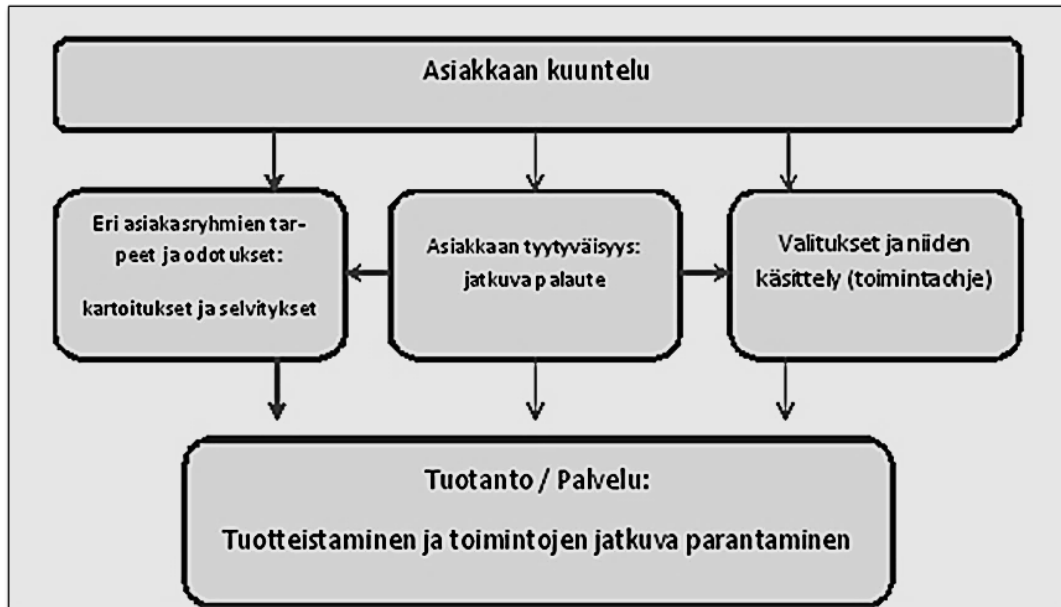 Asiakkaan kuuntelu
Eri asiakasryhmien tar-
peet ja odotukset:
kartoitukset ja selvitykset
Asiakkaan tyytyväisyys:
jatkuva palaute
Valitukset ja niiden
käsittely (toimintaohje)
Tuotanto / Palvelu:
Tuotteistaminen ja toimintojen jatkuva parantaminen